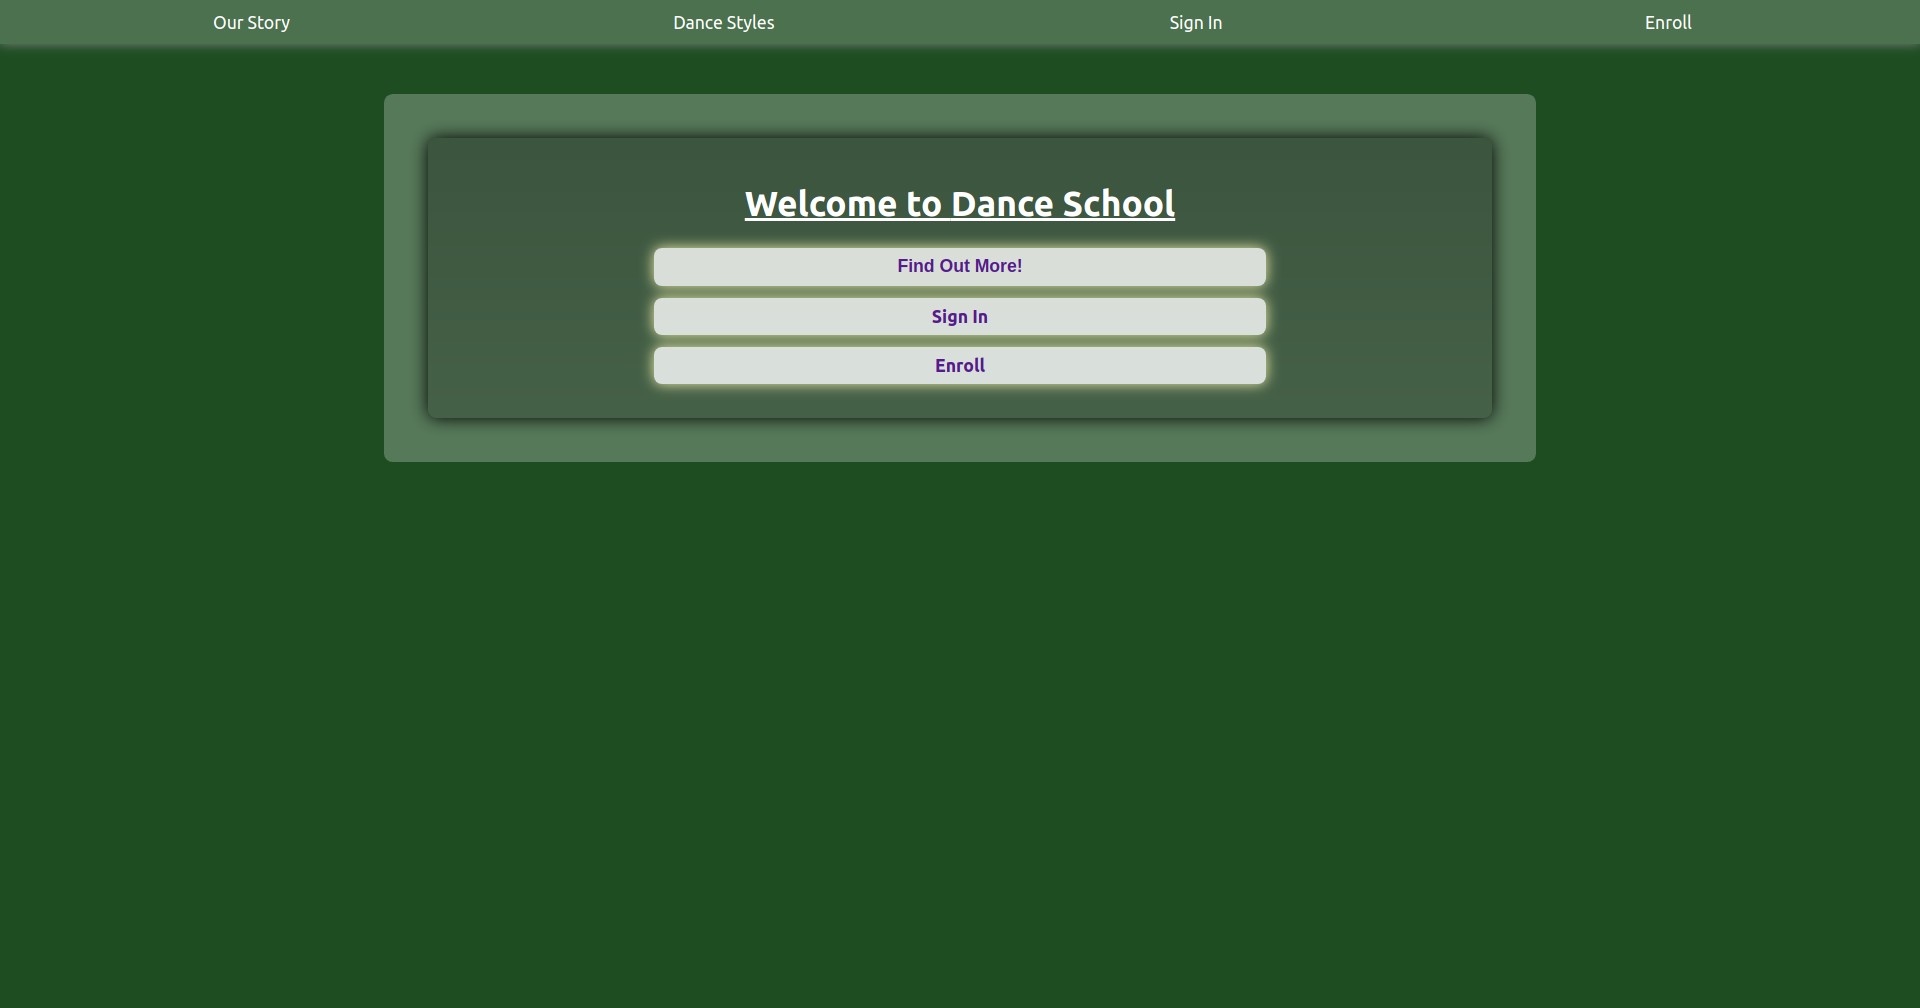 Our Story Dance Styles Sign In Enroll
Welcome to Dance School
Find Out More!
Sign In
Enroll